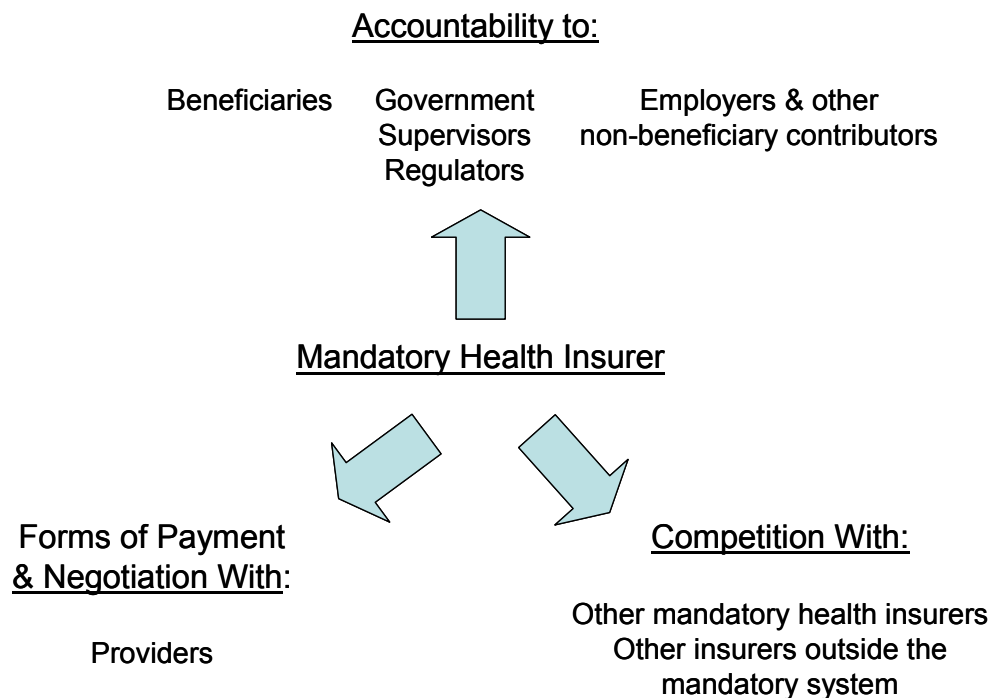 Accountability to:
Beneficiaries
Government
Supervisors
Regulators
Employers & other
non-beneficiary contributors
Mandatory Health Insurer
Forms of Payment
& Negotiation With:
Providers
Competition With:
Other mandatory health insurers
Other insurers outside the
mandatory system